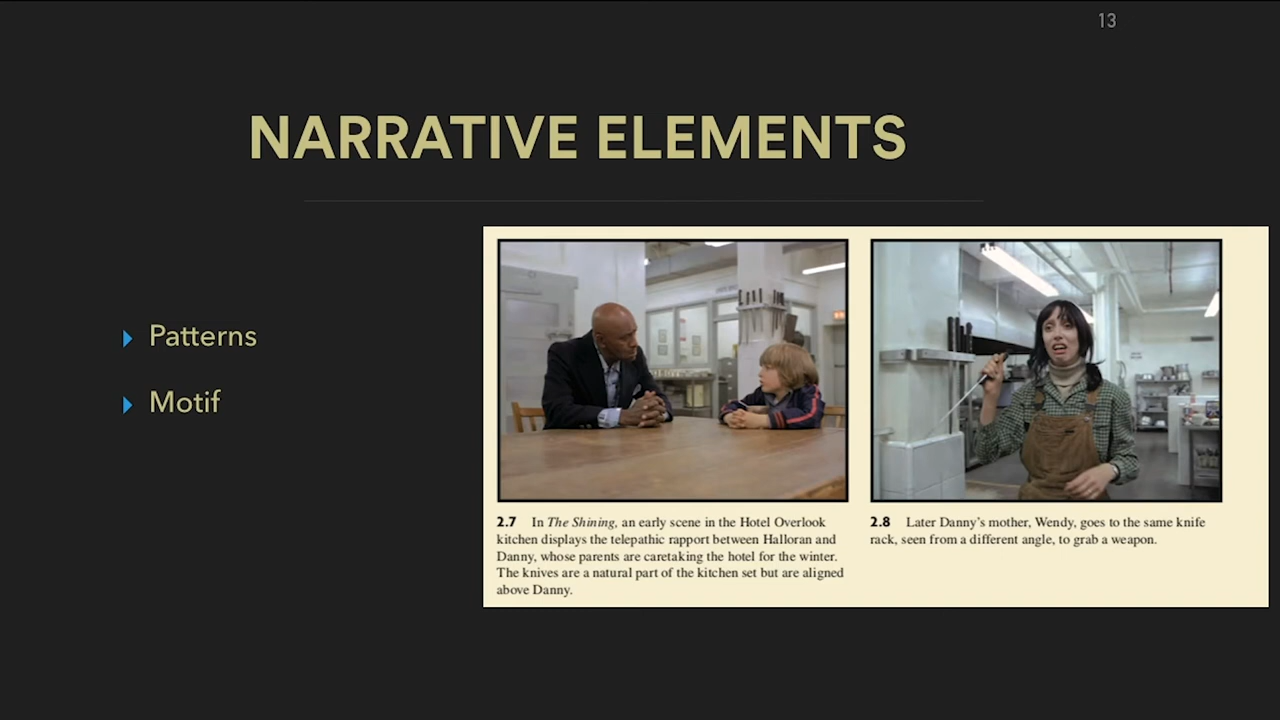 13
NARRATIVE ELEMENTS
Patterns
Motif
2.7 In The Shining, an early scene in the Hotel Overlook
kitchen displays the telepathic rapport between Halloran and
Danny, whose parents are caretaking the hotel for the winter.
The knives are a natural part of the kitchen set but are aligned
above Danny.
2.8 Later Danny's mother, Wendy, goes to the same knife
rack, seen from a different angle, to grab a weapon.